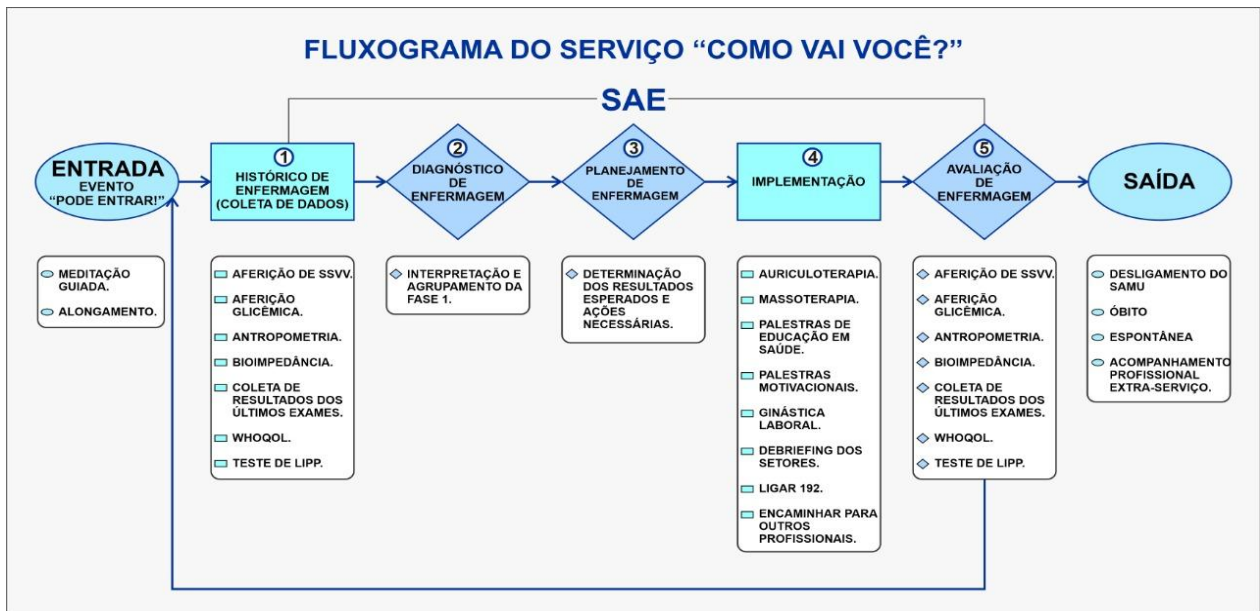 FLUXOGRAMA DO SERVIÇO “COMO VAI VOCÊ?”
SAE
ENTRADA
EVENTO
“PODE ENTRAR!”
1
HISTÓRICO DE
ENFERMAGEM
(COLETA DE DADOS)
2
DIAGNÓSTICO
DE
ENFERMAGEM
3
PLANEJAMENTO
DE
ENFERMAGEM
4
IMPLEMENTAÇÃO
5
AVALIAÇÃO
DE
ENFERMAGEM
SAÍDA
MEDITAÇÃO
GUIADA.
ALONGAMENTO.
AFERIÇÃO DE SSVV.
AFERIÇÃO
GLICÊMICA.
ANTROPOMETRIA.
BIOIMPEDÂNCIA.
COLETA DE
RESULTADOS DOS
ÚLTIMOS EXAMES.
WHOQOL.
TESTE DE LIPP.
INTERPRETAÇÃO E
AGRUPAMENTO DA
FASE 1.
DETERMINAÇÃO
DOS RESULTADOS
ESPERADOS E
AÇÕES
NECESSÁRIAS.
AURICULOTERAPIA.
MASSOTERAPIA.
PALESTRAS DE
EDUCAÇÃO EM
SAÚDE.
PALESTRAS
MOTIVACIONAIS.
GINÁSTICA
LABORAL.
DEBRIEFING DOS
SETORES.
LIGAR 192.
ENCAMINHAR PARA
OUTROS
PROFISSIONAIS.
AFERIÇÃO DE SSVV.
AFERIÇÃO
GLICÊMICA.
ANTROPOMETRIA.
BIOIMPEDÂNCIA.
COLETA DE
RESULTADOS DOS
ÚLTIMOS EXAMES.
WHOQOL.
TESTE DE LIPP.
DESLIGAMENTO DO
SAMU
ÓBITO
ESPONTÂNEA
ACOMPANHAMENTO
PROFISSIONAL
EXTRA-SERVIÇO.